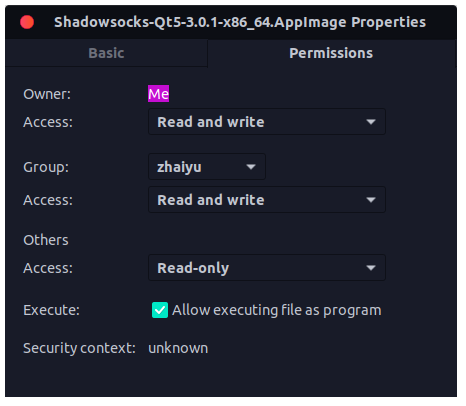 Shadowsocks-Qt5-3.0.1-x86_64.AppImage Properties
Basic Permissions
Owner: Me
Access: Read and write
Group: zhaiyu
Access: Read and write
Others
Access: Read-only
Execute: Allow executing file as program
Security context: unknown